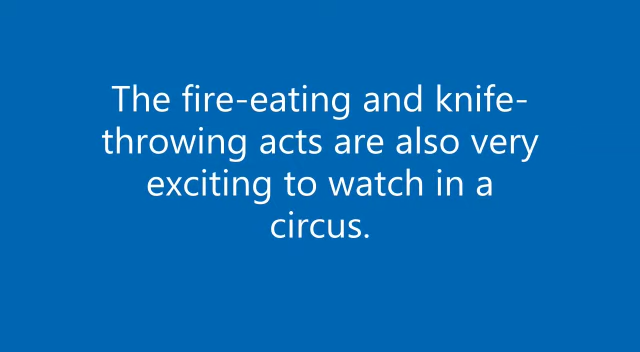 The fire-eating and knife-
throwing acts are also very
exciting to watch in a
circus.